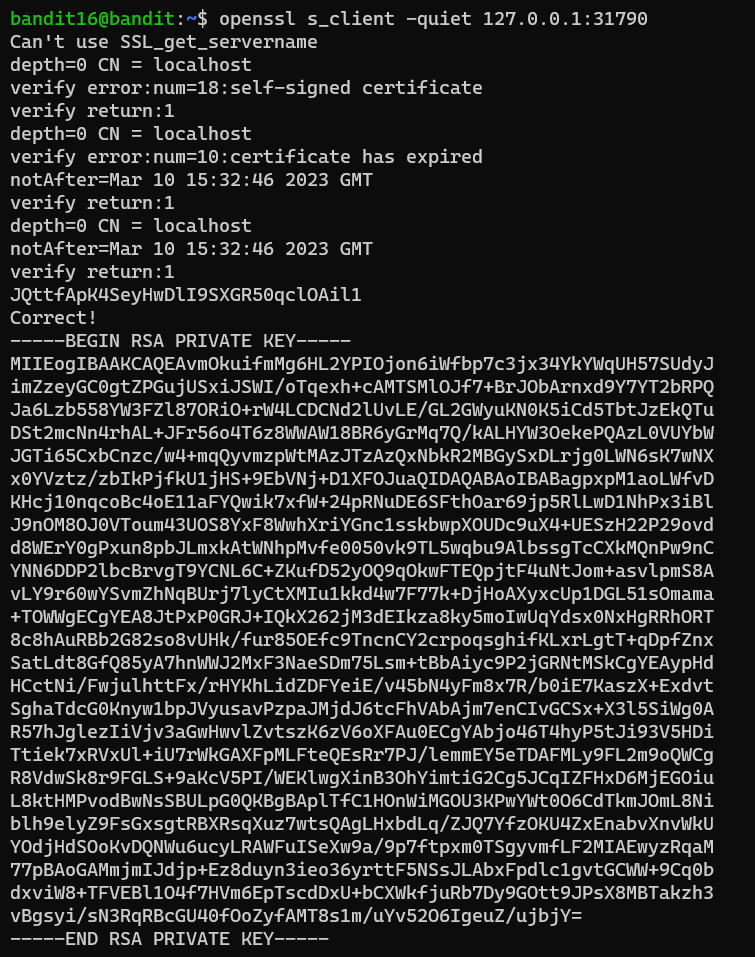 bandit16@bandit:~$ openssl s_client -quiet 127.0.0.1:31790
Can't use SSL_get_servername
depth=0 CN = localhost
verify error:num=18:self-signed certificate
verify return:1
depth=0 CN = localhost
verify error:num=10:certificate has expired
notAfter=Mar 10 15:32:46 2023 GMT
verify return:1
depth=0 CN = localhost
notAfter=Mar 10 15:32:46 2023 GMT
verify return:1
JQttfApK4SeyHwDlI9SXGR50qclOAil1
Correct!
-----BEGIN RSA PRIVATE KEY-----
MIIEogIBAAKCAQEAvmOkuifmMg6HL2YPIOjon6iWfbp7c3jx34YkYWqUH57SUdyJ
imZzeyGC0gtZPGujUSxiJSWI/oTqexh+cAMTSMlOJf7+BrJObArnxd9Y7YT2bRPQ
Ja6Lzb558YW3FZl87ORiO+rW4LCDCNd2lUvLE/GL2GWyuKN0K5iCd5TbtJzEkQTu
DSt2mcNn4rhAL+JFr56o4T6z8WWAW18BR6yGrMq7Q/kALHYW3OekePQAzL0VUYbW
JGTi65CxbCnzc/w4+mqQyvmzpWtMAzJTzAzQxNbkR2MBGySxDLrjg0LWN6sK7wNX
x0YVztz/zbIkPjfkU1jHS+9EbVNj+D1XFOJuaQIDAQABAoIBABagpxpM1aoLWfvD
KHcj10nqcoBc4oE11aFYQwik7xfW+24pRNuDE6SFthOar69jp5RlLwD1NhPx3iBl
J9nOM8OJ0VToum43UOS8YxF8WwhXriYGnc1sskbwpXOUDc9uX4+UESzH22P29ovd
d8WErY0gPxun8pbJLmxkAtWNhpMvfe0050vk9TL5wqbu9AlbssgTcCXkMQnPw9nC
YNN6DDP2lbcBrvgT9YCNL6C+ZKufD52yOQ9qOkwFTEQpjtF4uNtJom+asvlpmS8A
vLY9r60wYSvmZhNqBUrj7lyCtXMIu1kkd4w7F77k+DjHoAXyxcUp1DGL51sOmama
+TOWWgECgYEA8JtPxP0GRJ+IQkX262jM3dEIkza8ky5moIwUqYdsx0NxHgRRhORT
8c8hAuRBb2G82so8vUHk/fur85OEfc9TncnCY2crpoqsghifKLxrLgtT+qDpfZnx
SatLdt8GfQ85yA7hnWWJ2MxF3NaeSDm75Lsm+tBbAiyc9P2jGRNtMSkCgYEAypHd
HCctNi/FwjulhttFx/rHYKhLidZDFYeiE/v45bN4yFm8x7R/b0iE7KaszX+Exdvt
SghaTdcG0Knyw1bpJVyusavPzpaJMjdJ6tcFhVAbAjm7enCIvGCSx+X3l5SiWg0A
R57hJglezIiVjv3aGwHwvlZvtszK6zV6oXFAu0ECgYAbjo46T4hyP5tJi93V5HDi
Ttiek7xRVxUl+iU7rWkGAXFpMLFteQEsRr7PJ/lemmEY5eTDAFMLy9FL2m9oQWCg
R8VdwSk8r9FGLS+9aKcV5PI/WEKlwgXinB3OhYimtiG2Cg5JCqIZFHxD6MjEGOiu
L8ktHMPvodBwNsSBULpG0QKBgBAplTfC1HOnWiMGOU3KPwYWt0O6CdTkmJOmL8Ni
blh9elyZ9FsGxsgtRBXRsqXuz7wtsQAgLHxbdLq/ZJQ7YfzOKU4ZxEnabvXnvWkU
YOdjHdSOoKvDQNWu6ucyLRAWFuISeXw9a/9p7ftpxm0TSgyvmfLF2MIAEwyzRqaM
77pBAoGAMmjmIJdjp+Ez8duyn3ieo36yrttF5NSsJLAbxFpdlc1gvtGCWW+9Cq0b
dxviW8+TFVEBl1O4f7HVm6EpTscdDxU+bCXWkfjuRb7Dy9GOtt9JPsX8MBTakzh3
vBgsyi/sN3RqRBcGU40fOoZyfAMT8s1m/uYv52O6IgeuZ/ujbjY=
-----END RSA PRIVATE KEY-----